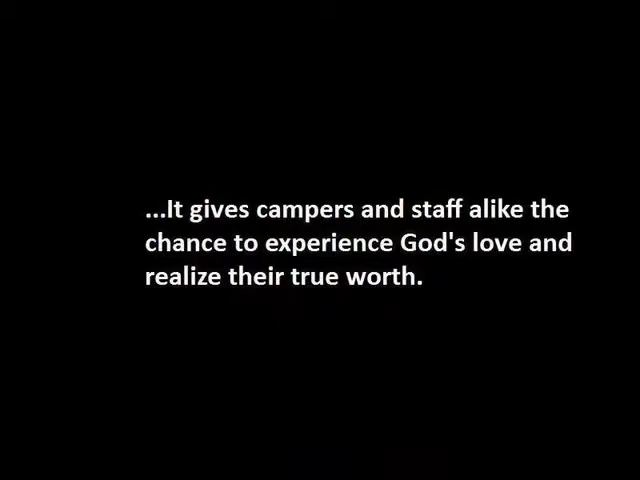 ...It gives campers and staff alike the
chance to experience God's love and
realize their true worth.